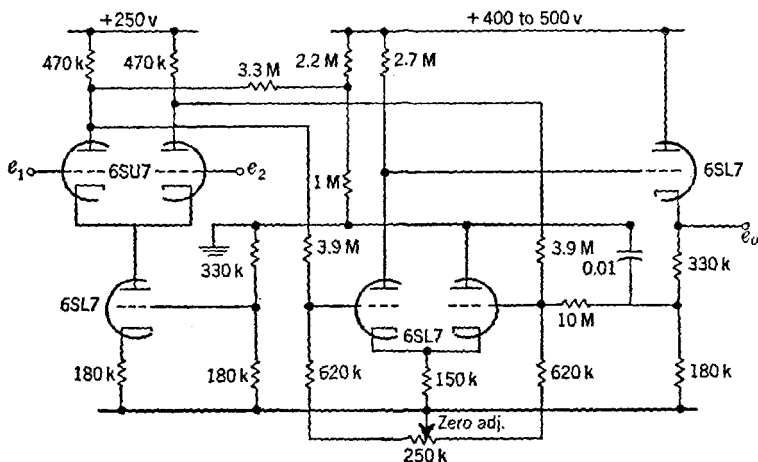 +250 v
+400 to 500 v
470 k
470 k
3.3 M
2.2 M
2.7 M
e₁
6SU7
e₂
1 M
6SL7
e₀
330 k
3.9 M
3.9 M
0.01
330 k
6SL7
10 M
6SL7
180 k
180 k
620 k
150 k
620 k
180 k
Zero adj.
250 k